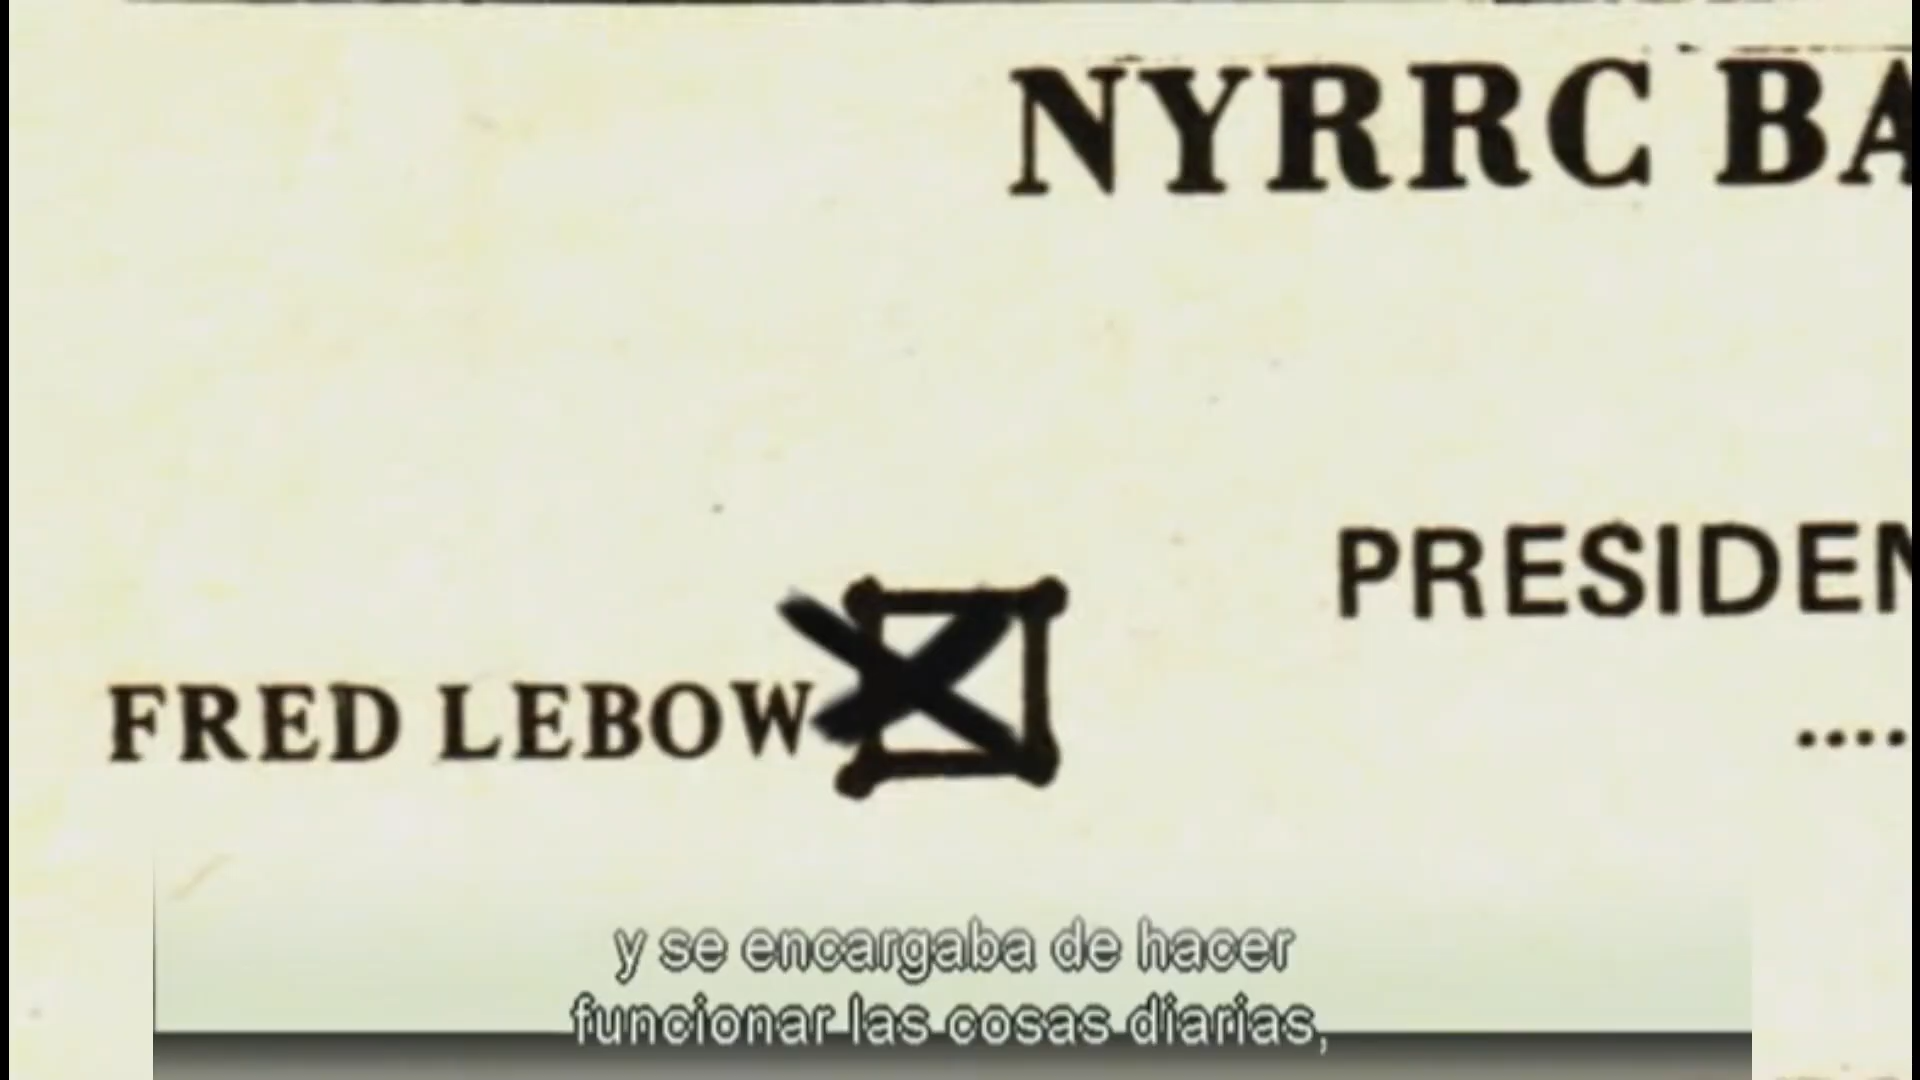 NYRRC BA
PRESIDEN
FRED LEBOW
....
y se encargaba de hacer
funcionar las cosas diarias,